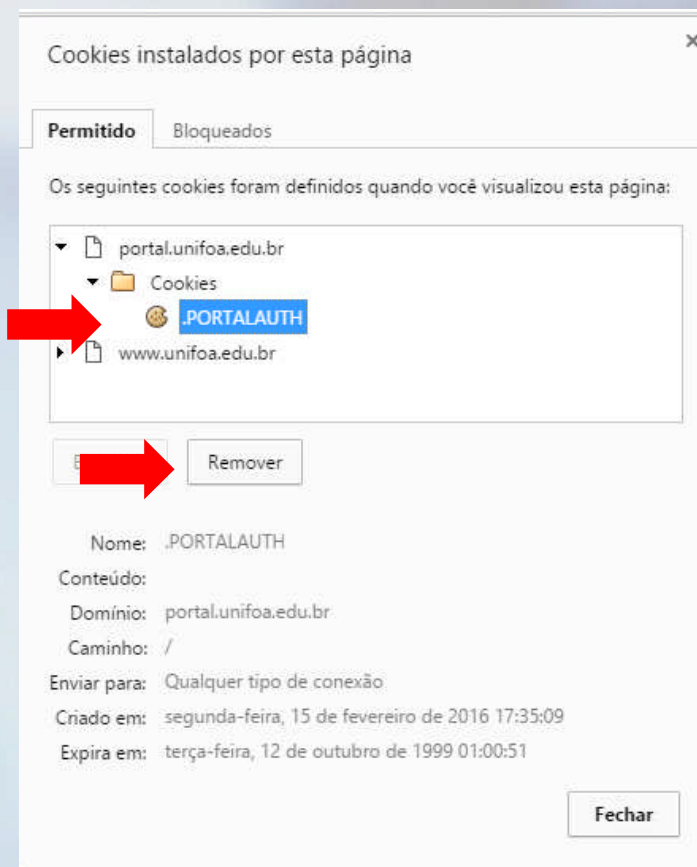 Cookies instalados por esta página
×
Permitido Bloqueados
Os seguintes cookies foram definidos quando você visualizou esta página:
portal.unifoa.edu.br
Cookies
.PORTALAUTH
www.unifoa.edu.br
Remover
Nome: .PORTALAUTH
Conteúdo:
Domínio: portal.unifoa.edu.br
Caminho: /
Enviar para: Qualquer tipo de conexão
Criado em: segunda-feira, 15 de fevereiro de 2016 17:35:09
Expira em: terça-feira, 12 de outubro de 1999 01:00:51
Fechar